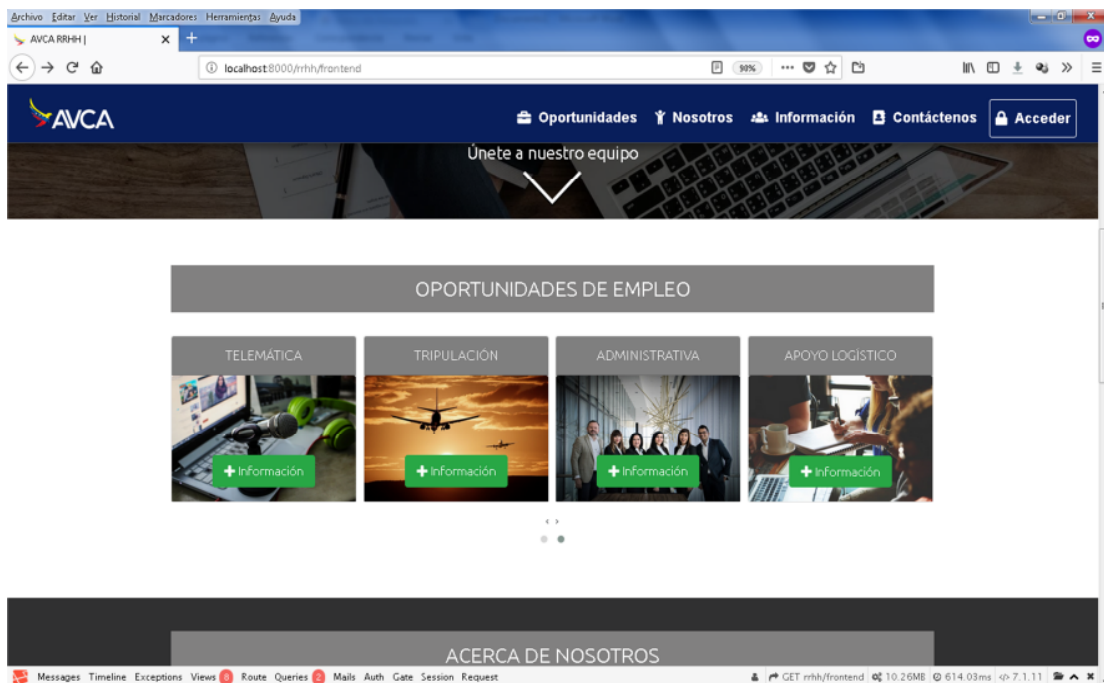 Archivo Editar Ver Historial Marcadores Herramientas Ayuda
AVCA RRHH |
localhost:8000/rrhh/frontend
90%
AVCA
Oportunidades Nosotros Información Contáctenos Acceder
Únete a nuestro equipo
OPORTUNIDADES DE EMPLEO
TELEMÁTICA TRIPULACIÓN ADMINISTRATIVA APOYO LOGÍSTICO
+ Información + Información + Información + Información
ACERCA DE NOSOTROS
Messages Timeline Exceptions Views 8 Route Queries 2 Mails Auth Gate Session Request GET rrhh/frontend 10.26MB 614.03ms 7.1.11